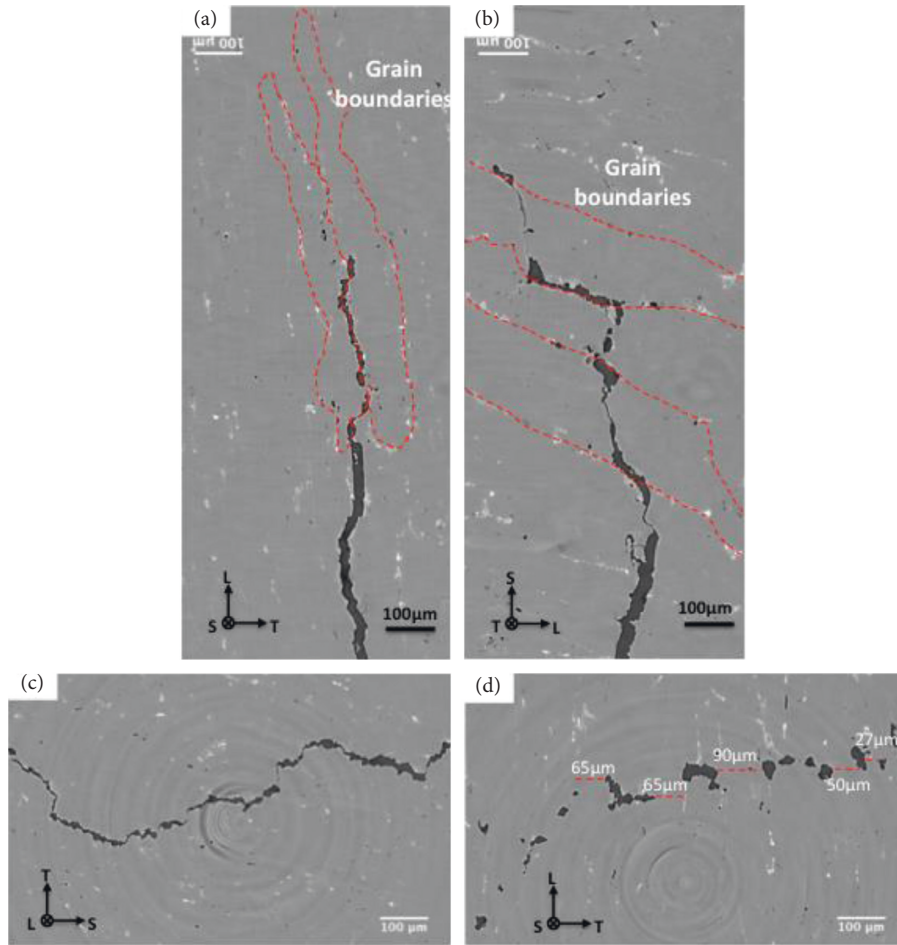 (a)
100 µm
Grain
boundaries
L
S
T
100µm
(b)
100 µm
Grain
boundaries
S
T
L
100µm
(c)
T
L
S
100 µm
(d)
65µm
65µm
90µm
50µm
27µm
L
S
T
100 µm